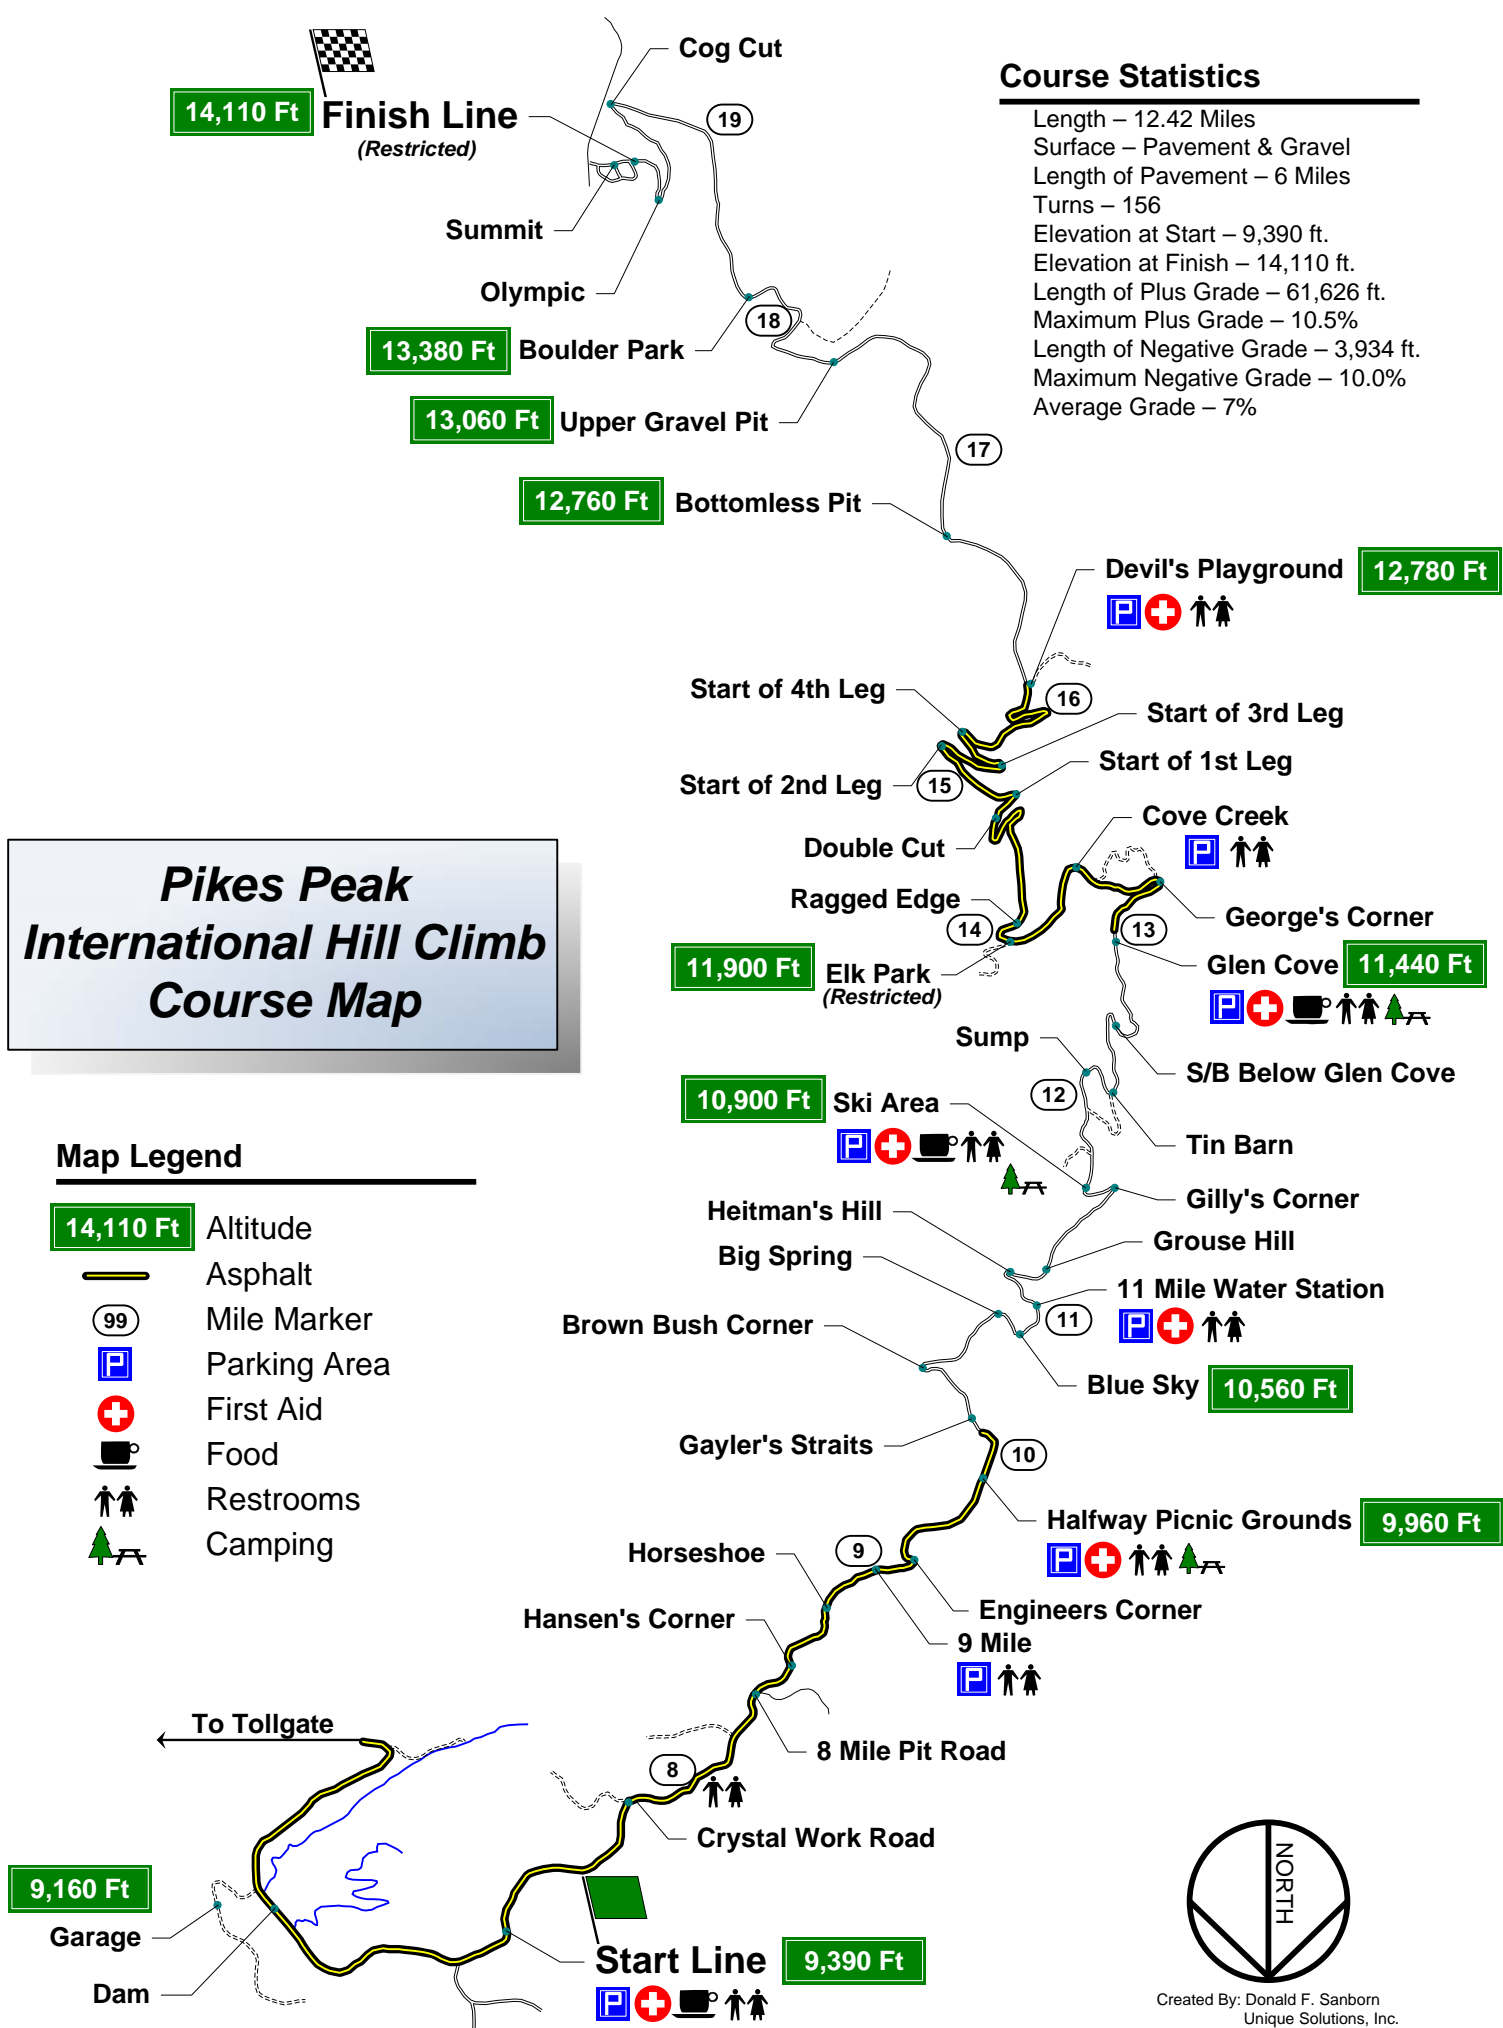 Cog Cut
Course Statistics
14,110 Ft
Finish Line
(Restricted)
19
Length – 12.42 Miles
Surface – Pavement & Gravel
Length of Pavement – 6 Miles
Turns – 156
Elevation at Start – 9,390 ft.
Elevation at Finish – 14,110 ft.
Length of Plus Grade – 61,626 ft.
Maximum Plus Grade – 10.5%
Length of Negative Grade – 3,934 ft.
Maximum Negative Grade – 10.0%
Average Grade – 7%
Summit
Olympic
18
13,380 Ft Boulder Park
13,060 Ft Upper Gravel Pit
17
12,760 Ft Bottomless Pit
Devil's Playground 12,780 Ft
P
Start of 4th Leg
16
Start of 3rd Leg
Start of 1st Leg
Start of 2nd Leg
15
Cove Creek
P
Double Cut
Ragged Edge
George's Corner
14
13
11,900 Ft Elk Park
(Restricted)
Glen Cove 11,440 Ft
P
Pikes Peak
International Hill Climb
Course Map
Sump
S/B Below Glen Cove
12
10,900 Ft Ski Area
P
Tin Barn
Gilly's Corner
Heitman's Hill
Grouse Hill
Big Spring
11 Mile Water Station
P
11
Brown Bush Corner
Blue Sky 10,560 Ft
Gayler's Straits
10
Halfway Picnic Grounds 9,960 Ft
P
Horseshoe
9
Engineers Corner
Hansen's Corner
9 Mile
P
8 Mile Pit Road
8
Crystal Work Road
Map Legend
14,110 Ft Altitude
Asphalt
99 Mile Marker
P Parking Area
First Aid
Food
Restrooms
Camping
To Tollgate
9,160 Ft
Garage
Dam
Start Line 9,390 Ft
P
NORTH
Created By: Donald F. Sanborn
Unique Solutions, Inc.